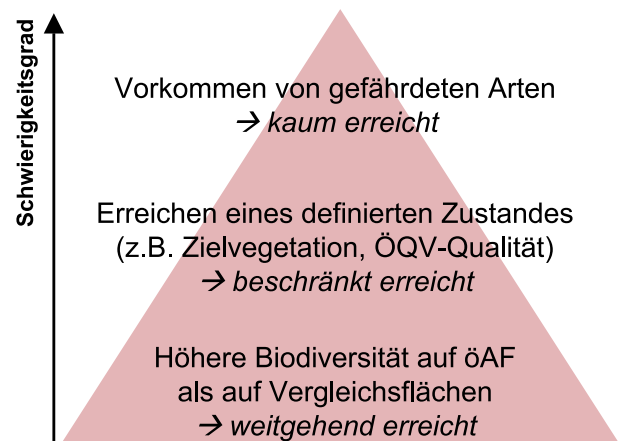 Schwierigkeitsgrad
Vorkommen von gefährdeten Arten
→ kaum erreicht
Erreichen eines definierten Zustandes
(z.B. Zielvegetation, ÖQV-Qualität)
→ beschränkt erreicht
Höhere Biodiversität auf öAF
als auf Vergleichsflächen
→ weitgehend erreicht